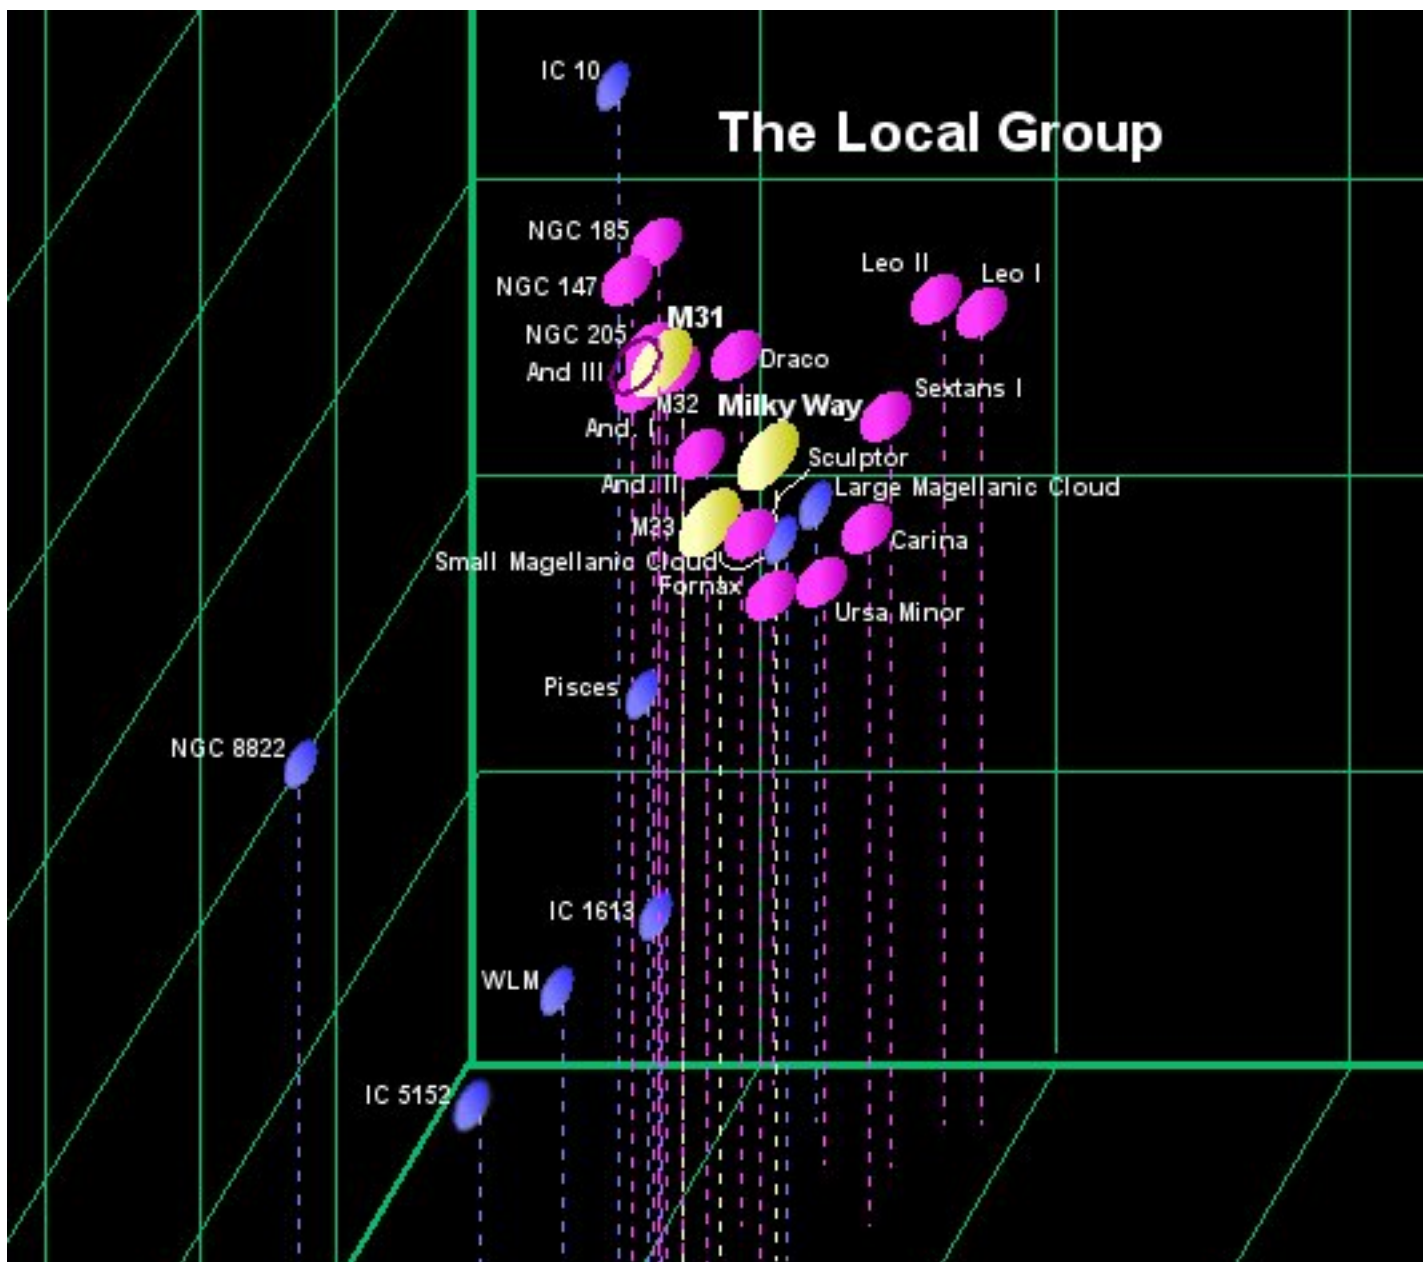 IC 10
The Local Group
NGC 185
Leo II
Leo I
NGC 147
M31
NGC 205
Draco
And III
Sextans I
M32
Milky Way
And. I
Sculptor
And. II
Large Magellanic Cloud
M33
Carina
Small Magellanic Cloud
Fornax
Ursa Minor
Pisces
NGC 8822
IC 1613
WLM
IC 5152